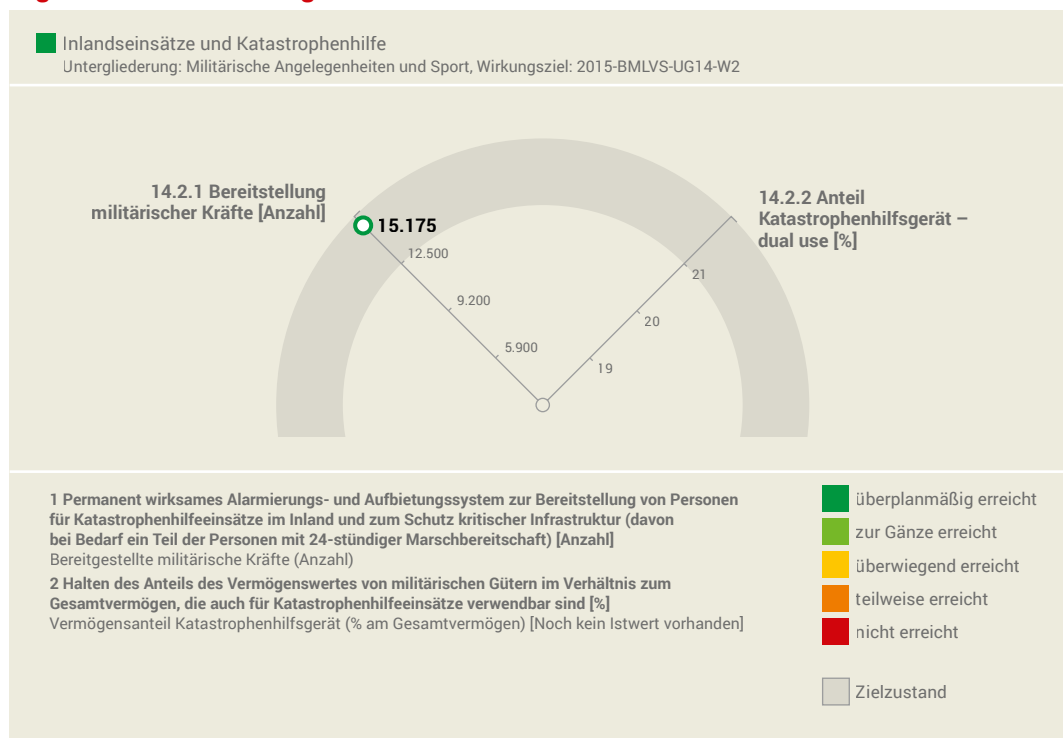 Inlandseinsätze und Katastrophenhilfe
Untergliederung: Militärische Angelegenheiten und Sport, Wirkungsziel: 2015-BMLVS-UG14-W2
14.2.1 Bereitstellung
militärischer Kräfte [Anzahl]
15.175
12.500
9.200
5.900
14.2.2 Anteil
Katastrophenhilfsgerät –
dual use [%]
21
20
19
1 Permanent wirksames Alarmierungs- und Aufbietungssystem zur Bereitstellung von Personen
für Katastrophenhilfeeinsätze im Inland und zum Schutz kritischer Infrastruktur (davon
bei Bedarf ein Teil der Personen mit 24-stündiger Marschbereitschaft) [Anzahl]
Bereitgestellte militärische Kräfte (Anzahl)
2 Halten des Anteils des Vermögenswertes von militärischen Gütern im Verhältnis zum
Gesamtvermögen, die auch für Katastrophenhilfeeinsätze verwendbar sind [%]
Vermögensanteil Katastrophenhilfsgerät (% am Gesamtvermögen) [Noch kein Istwert vorhanden]
überplanmäßig erreicht
zur Gänze erreicht
überwiegend erreicht
teilweise erreicht
nicht erreicht
Zielzustand